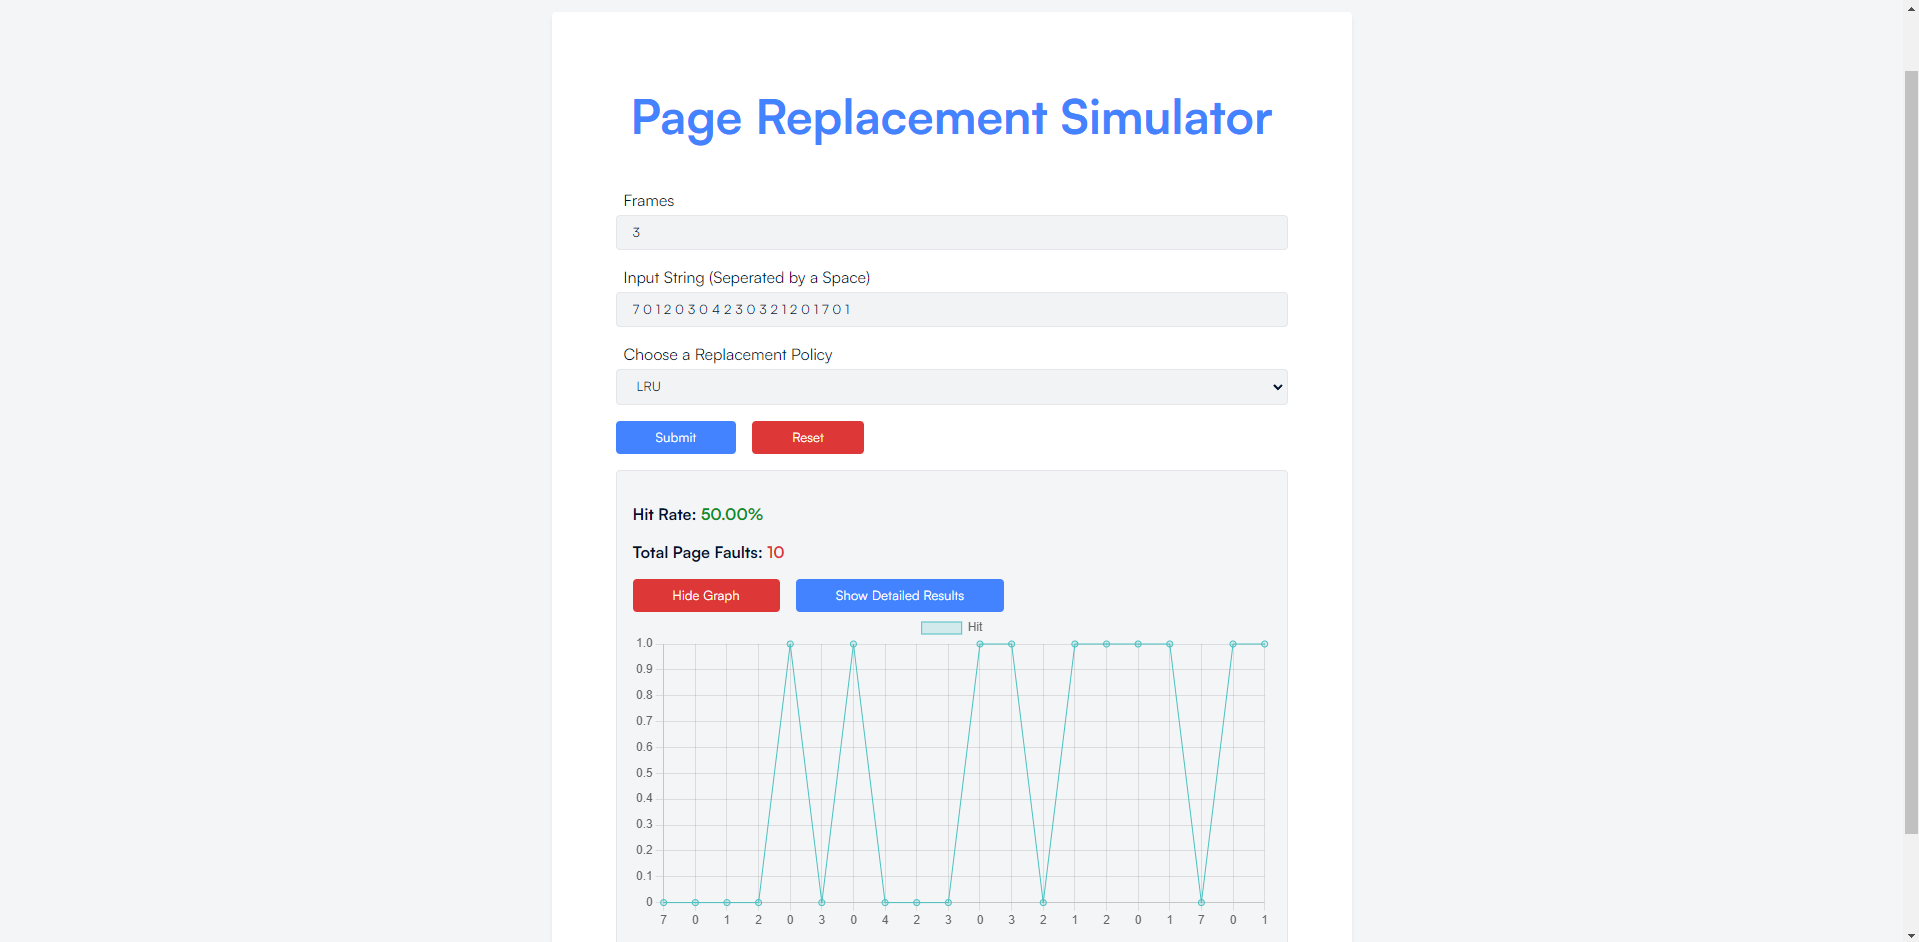 Page Replacement Simulator
Frames
3
Input String (Seperated by a Space)
7 0 1 2 0 3 0 4 2 3 0 3 2 1 2 0 1 7 0 1
Choose a Replacement Policy
LRU
Submit Reset
Hit Rate: 50.00%
Total Page Faults: 10
Hide Graph Show Detailed Results
Hit
1.0
0.9
0.8
0.7
0.6
0.5
0.4
0.3
0.2
0.1
0
7 0 1 2 0 3 0 4 2 3 0 3 2 1 2 0 1 7 0 1